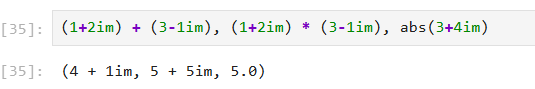 [35]: (1+2im) + (3-1im), (1+2im) * (3-1im), abs(3+4im)
[35]: (4 + 1im, 5 + 5im, 5.0)